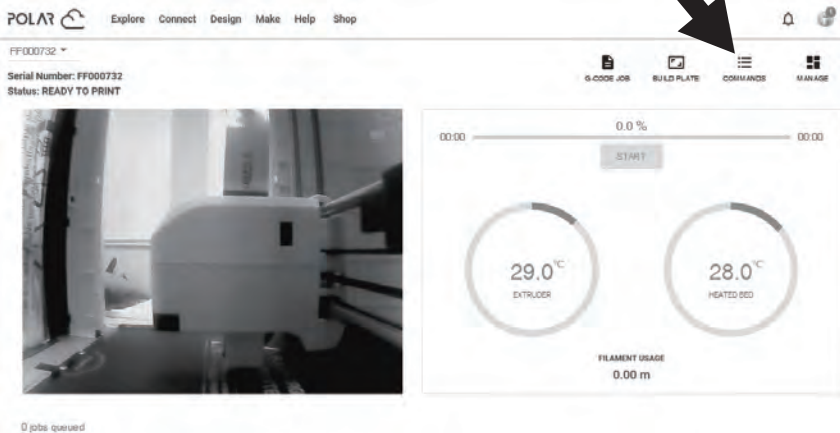 POLAR
Explore Connect Design Make Help Shop
1
FF000732
Serial Number: FF000732
Status: READY TO PRINT
G-CODE JOB
BUILD PLATE
COMMANDS
MANAGE
0.0 %
00:00
00:00
START
29.0 °C
EXTRUDER
28.0 °C
HEATED BED
FILAMENT USAGE
0.00 m
0 jobs queued